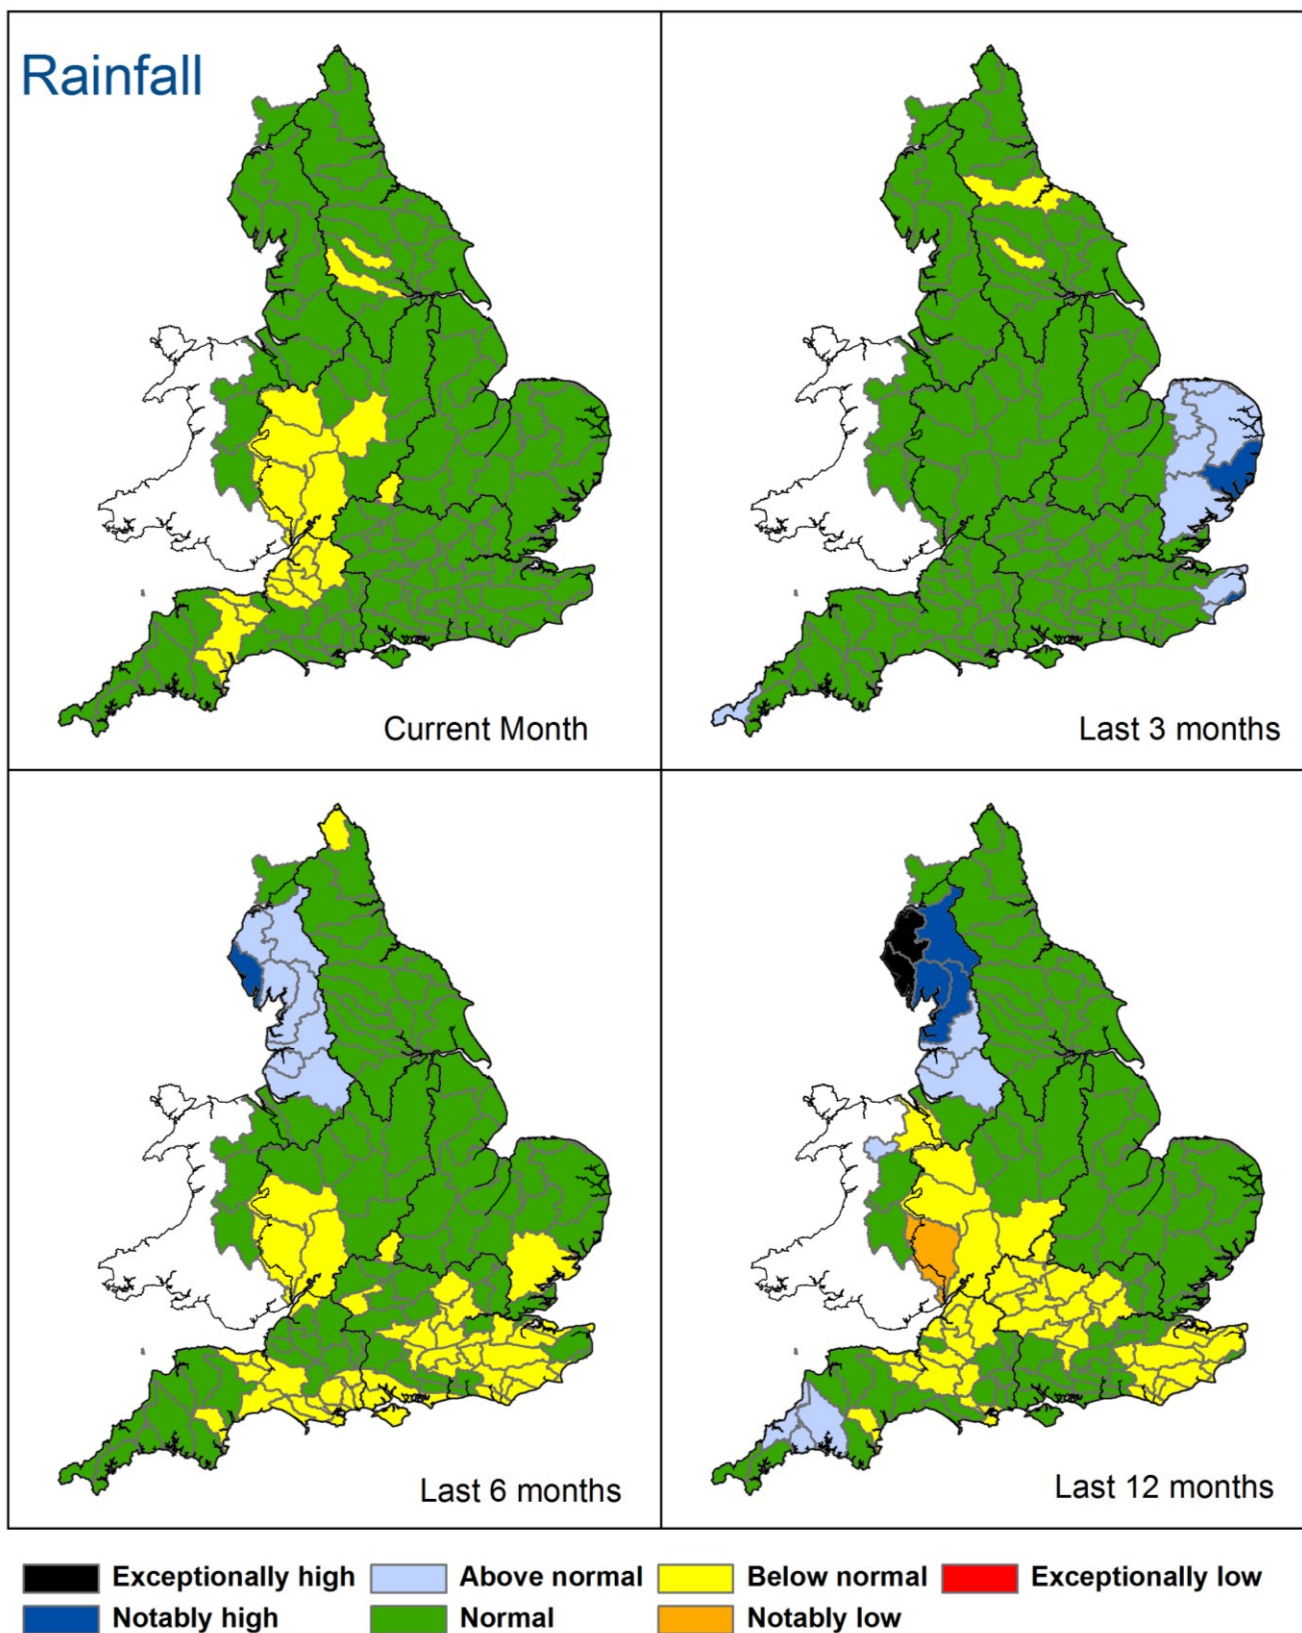 Rainfall
Current Month
Last 3 months
Last 6 months
Last 12 months
Exceptionally high
Above normal
Below normal
Exceptionally low
Notably high
Normal
Notably low